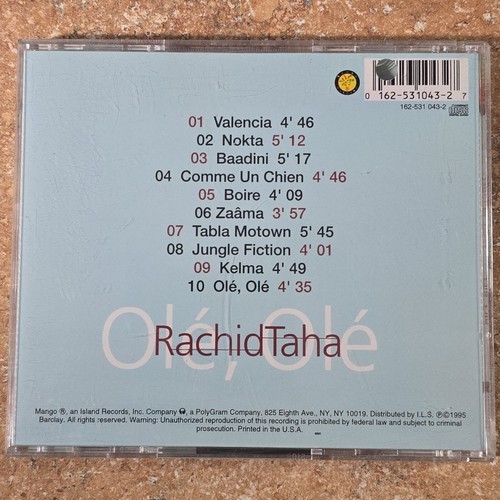 0 162-531043-2 7
162-531 043-2
01 Valencia 4' 46
02 Nokta 5' 12
03 Baadini 5' 17
04 Comme Un Chien 4' 46
05 Boire 4' 09
06 Zaâma 3' 57
07 Tabla Motown 5' 45
08 Jungle Fiction 4' 01
09 Kelma 4' 49
10 Olé, Olé 4' 35
Olé, Olé
RachidTaha
Mango ®, an Island Records, Inc. Company, a PolyGram Company, 825 Eighth Ave., NY, NY 10019. Distributed by I.L.S. ℗©1995
Barclay. All rights reserved. Warning: Unauthorized reproduction of this recording is prohibited by federal law and subject to criminal
prosecution. Printed in the U.S.A.